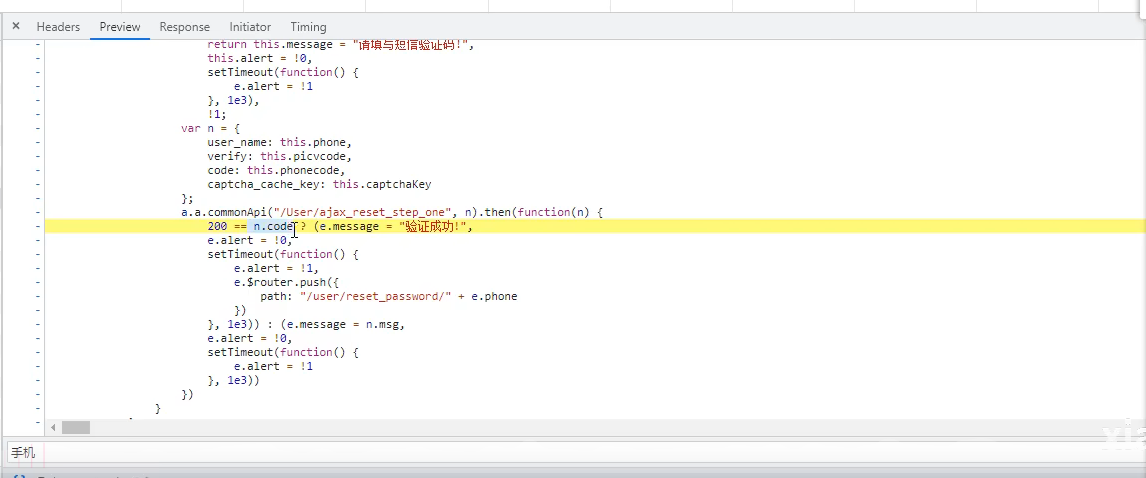 × Headers Preview Response Initiator Timing
- return this.message = "请填写短信验证码!",
- this.alert = !0,
- setTimeout(function() {
- e.alert = !1
- }, 1e3),
- !1;
- var n = {
- user_name: this.phone,
- verify: this.picvcode,
- code: this.phonecode,
- captcha_cache_key: this.captchaKey
- };
- a.a.commonApi("/User/ajax_reset_step_one", n).then(function(n) {
- 200 == n.code ? (e.message = "验证成功!",
- e.alert = !0,
- setTimeout(function() {
- e.alert = !1,
- e.$router.push({
- path: "/user/reset_password/" + e.phone
- })
- }, 1e3)) : (e.message = n.msg,
- e.alert = !0,
- setTimeout(function() {
- e.alert = !1
- }, 1e3))
- })
- }
-
手机
xia